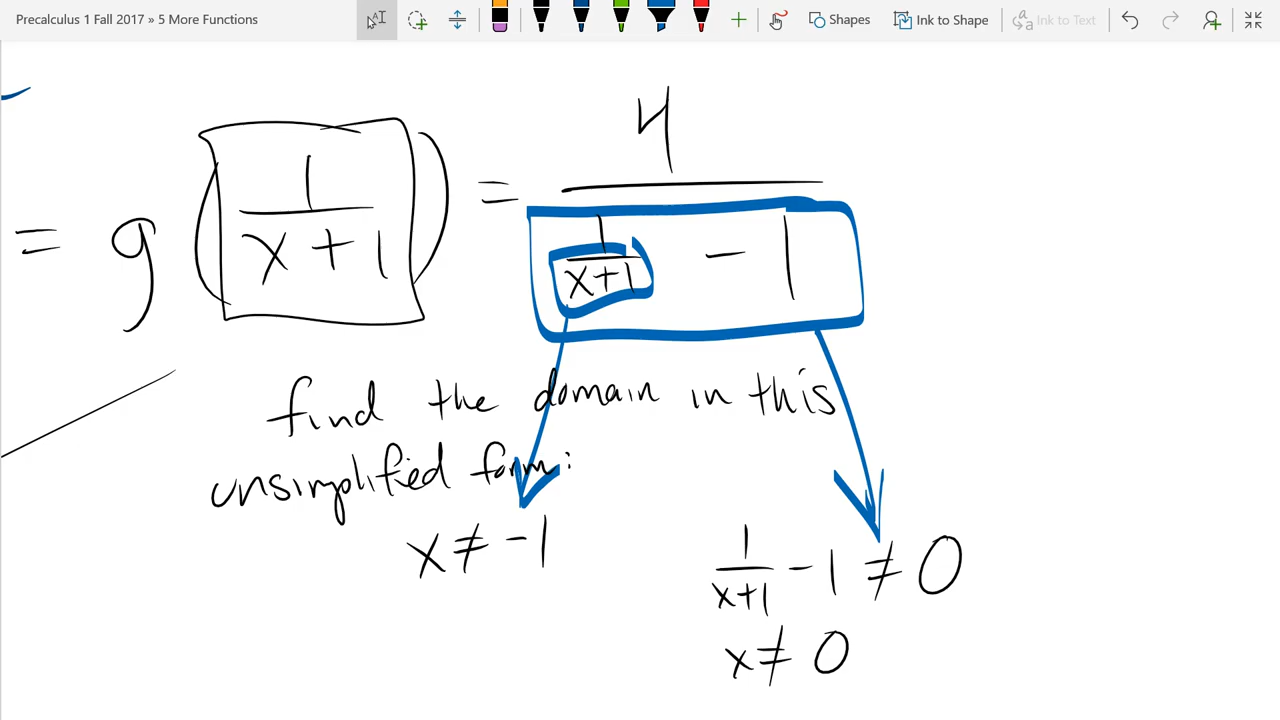 Precalculus 1 Fall 2017 » 5 More Functions
Shapes
Ink to Shape
Ink to Text
= g(1/(x+1)) = 4/(1/(x+1) - 1)
find the domain in this
unsimplified form:
x ≠ -1
1/(x+1) - 1 ≠ 0
x ≠ 0